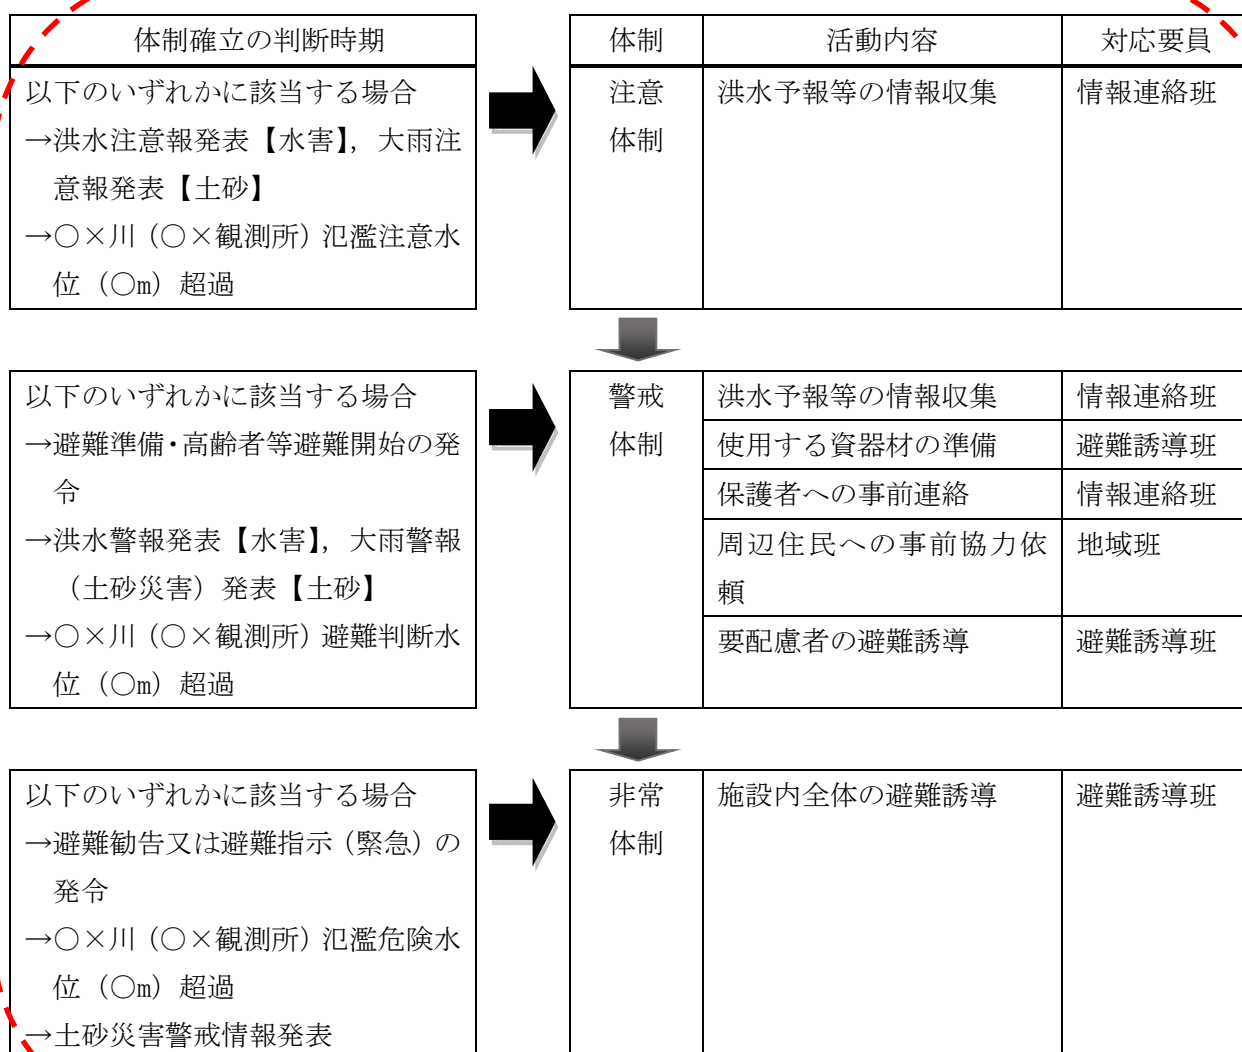 体制確立の判断時期
体制
活動内容
対応要員
以下のいずれかに該当する場合
→洪水注意報発表【水害】，大雨注
意報発表【土砂】
→○×川（○×観測所）氾濫注意水
位（○m）超過
注意
体制
洪水予報等の情報収集
情報連絡班
以下のいずれかに該当する場合
→避難準備・高齢者等避難開始の発
令
→洪水警報発表【水害】，大雨警報
（土砂災害）発表【土砂】
→○×川（○×観測所）避難判断水
位（○m）超過
警戒
体制
洪水予報等の情報収集
情報連絡班
使用する資器材の準備
避難誘導班
保護者への事前連絡
情報連絡班
周辺住民への事前協力依
頼
地域班
要配慮者の避難誘導
避難誘導班
以下のいずれかに該当する場合
→避難勧告又は避難指示（緊急）の
発令
→○×川（○×観測所）氾濫危険水
位（○m）超過
→土砂災害警戒情報発表
非常
体制
施設内全体の避難誘導
避難誘導班